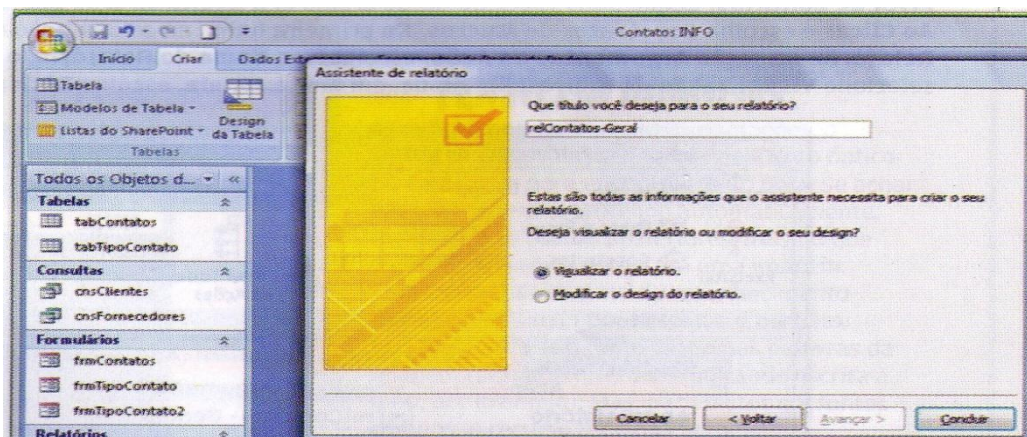 Contatos INFO
Início Criar Dados
Tabela
Modelos de Tabela
Listas do SharePoint
Design da Tabela
Tabelas
Todos os Objetos d...
Tabelas
tabContatos
tabTipoContato
Consultas
cnsClientes
cnsFornecedores
Formulários
frmContatos
frmTipoContato
frmTipoContato2
Relatórios
Assistente de relatório
Que título você deseja para o seu relatório?
relContatos-Geral
Estas são todas as informações que o assistente necessita para criar o seu
relatório.
Deseja visualizar o relatório ou modificar o seu design?
Visualizar o relatório.
Modificar o design do relatório.
Cancelar < Voltar Avançar > Concluir